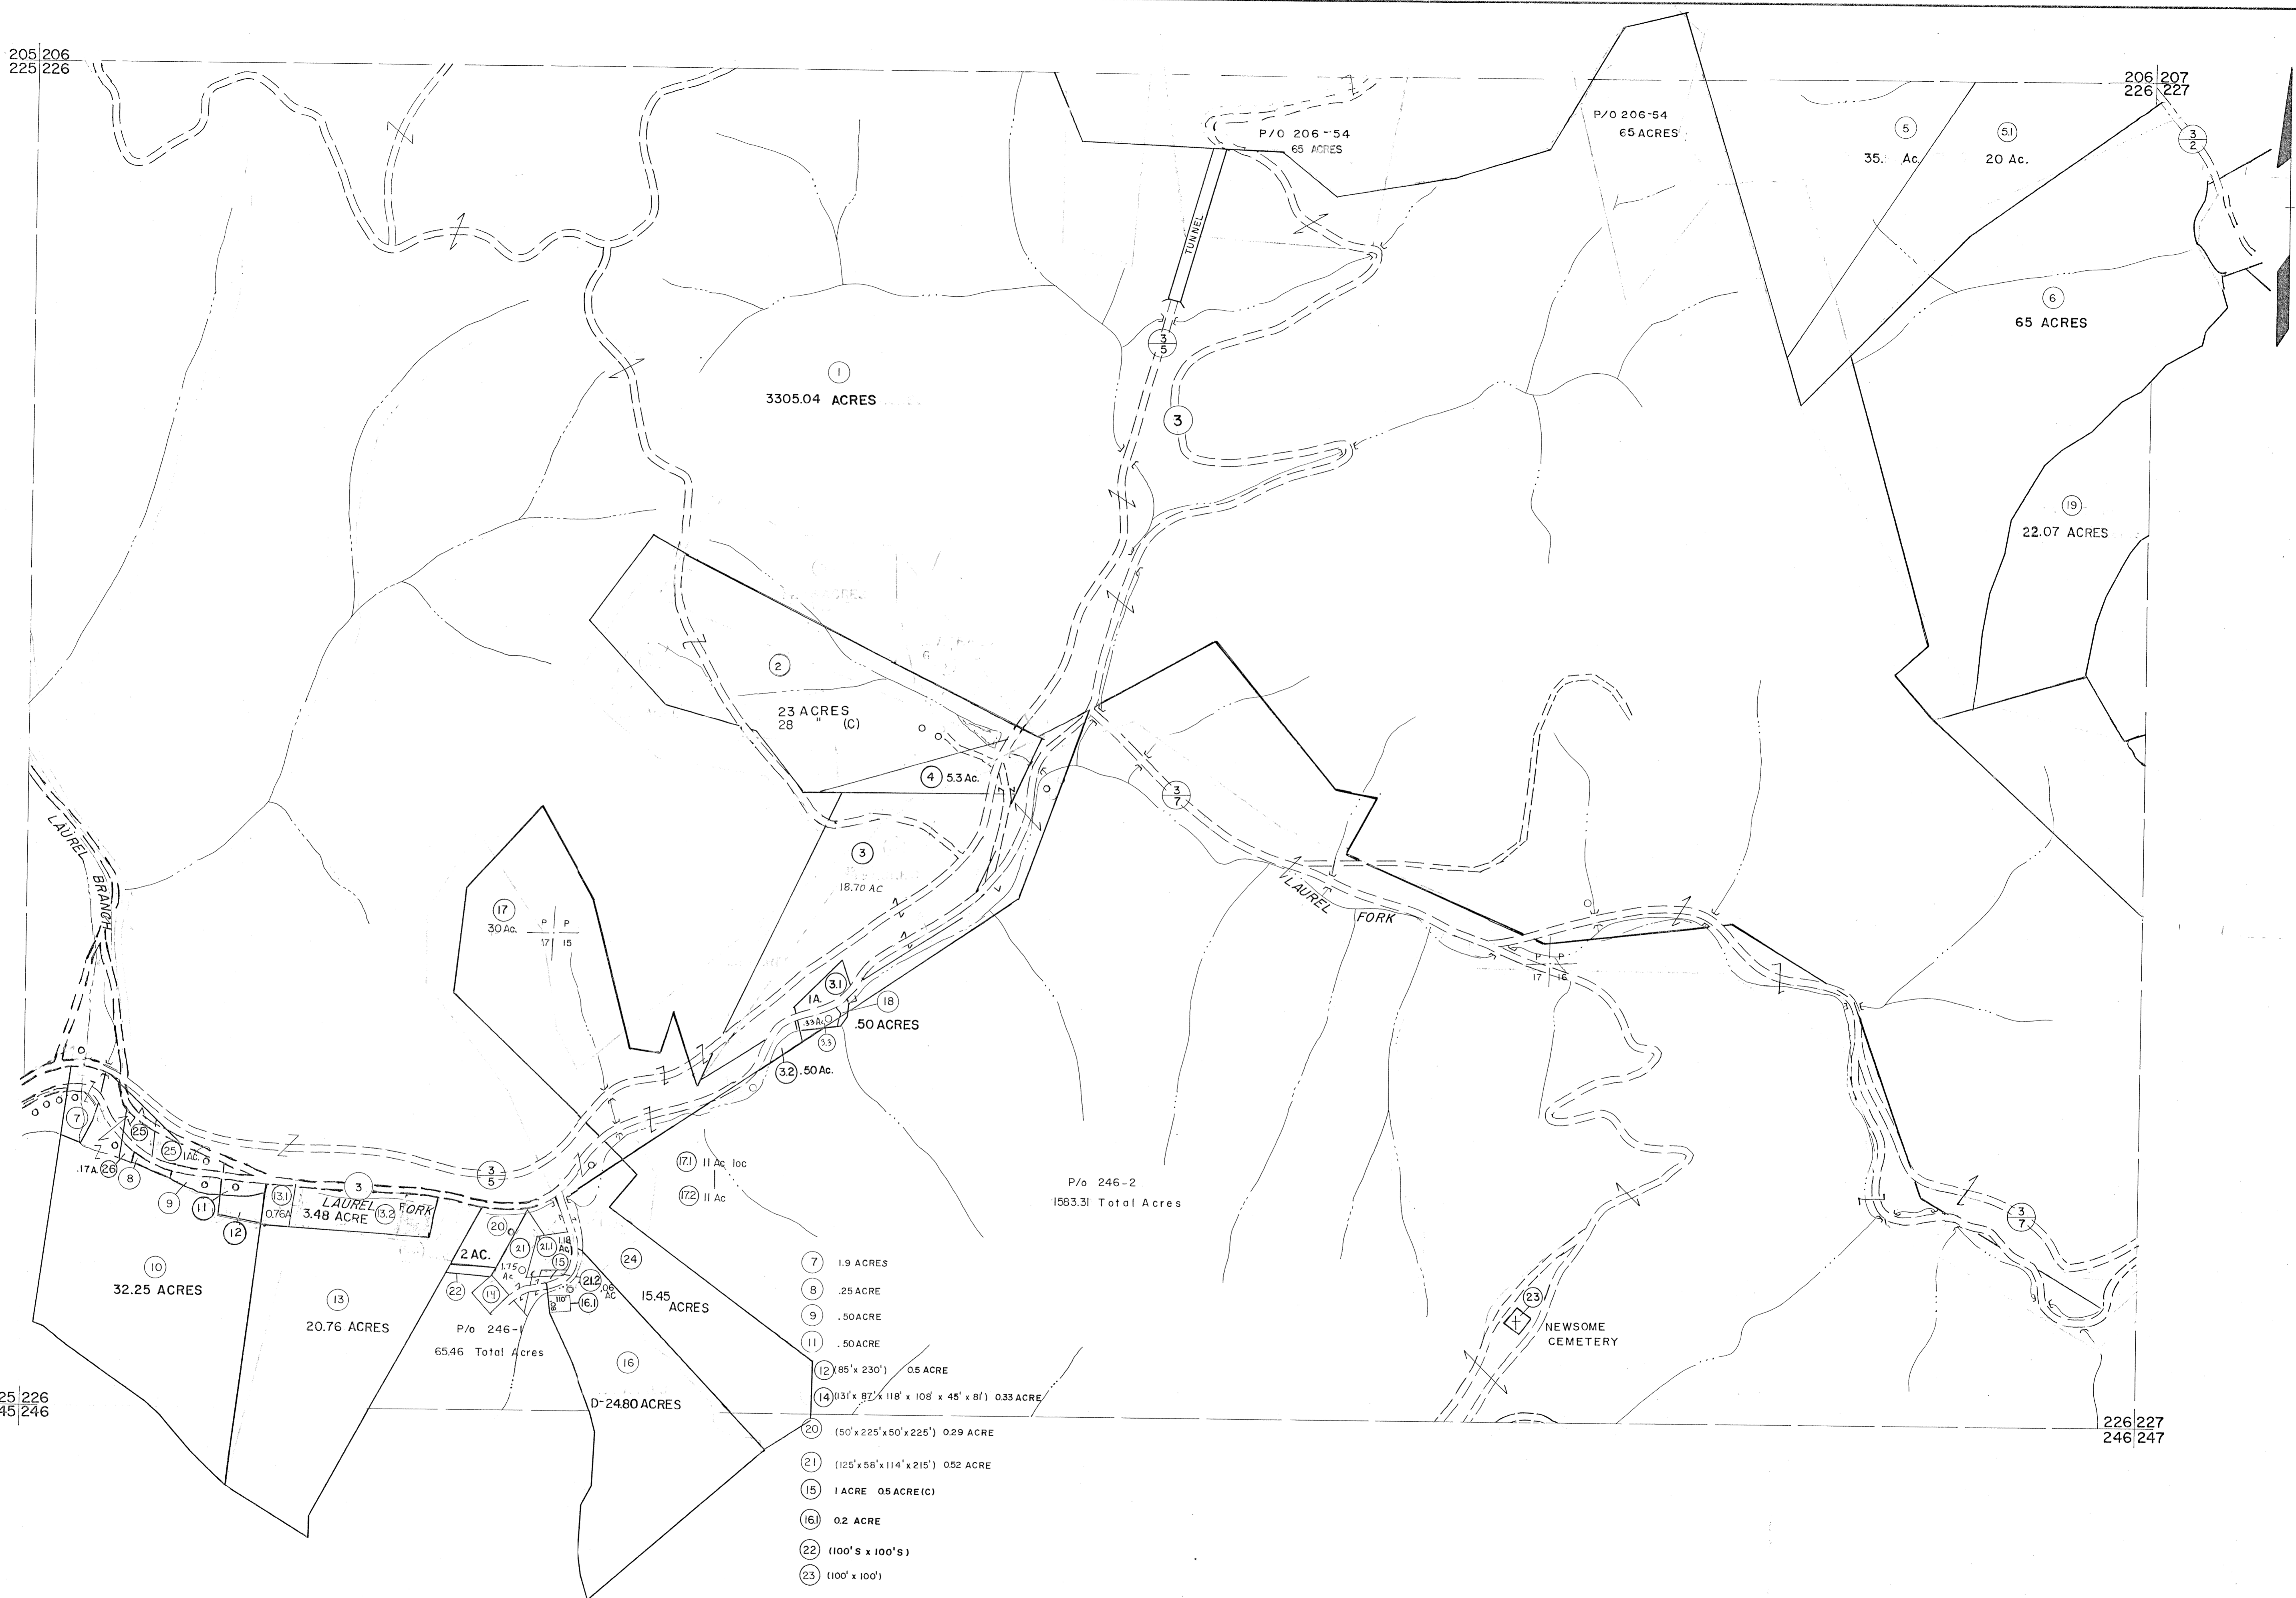 205 206
225 226
206 207
226 227
P/O 206-54
65 ACRES
P/O 206-54
65 ACRES
5
35. Ac.
5.1
20 Ac.
3
2
TUNNEL
6
65 ACRES
3
5
1
3305.04 ACRES
3
19
22.07 ACRES
2
23 ACRES
28 " (C)
4 5.3 Ac.
3
7
LAUREL
BRANCH
3
18.70 AC
LAUREL
FORK
17
30 Ac.
P P
17 15
P P
17 16
3.1
1A.
18
.50 ACRES
.33 Ac.
3.3
3.2 .50 Ac.
7
25
25 1AC.
.17A. 26
8
9
11
12
13.1
0.76A
3
LAUREL FORK
3.48 ACRE 13.2
3
5
17.1 11 Ac loc
17.2 11 Ac
P/o 246-2
1583.31 Total Acres
3
7
20
2 AC.
21
21.1
1.18
Ac
1.75
Ac
15
14
22
21.2
.06
AC
110'
16.1
24
15.45
ACRES
10
32.25 ACRES
13
20.76 ACRES
P/o 246-1
65.46 Total Acres
16
D-24.80 ACRES
23
NEWSOME
CEMETERY
7 1.9 ACRES
8 .25 ACRE
9 .50 ACRE
11 .50 ACRE
12 (85' x 230') 0.5 ACRE
14 (131' x 87' x 118' x 108' x 45' x 81') 0.33 ACRE
20 (50' x 225' x 50' x 225') 0.29 ACRE
21 (125' x 58' x 114' x 215') 0.52 ACRE
15 1 ACRE 0.5 ACRE (C)
16.1 0.2 ACRE
22 (100'S x 100'S)
23 (100' x 100')
25 226
45 246
226 227
246 247